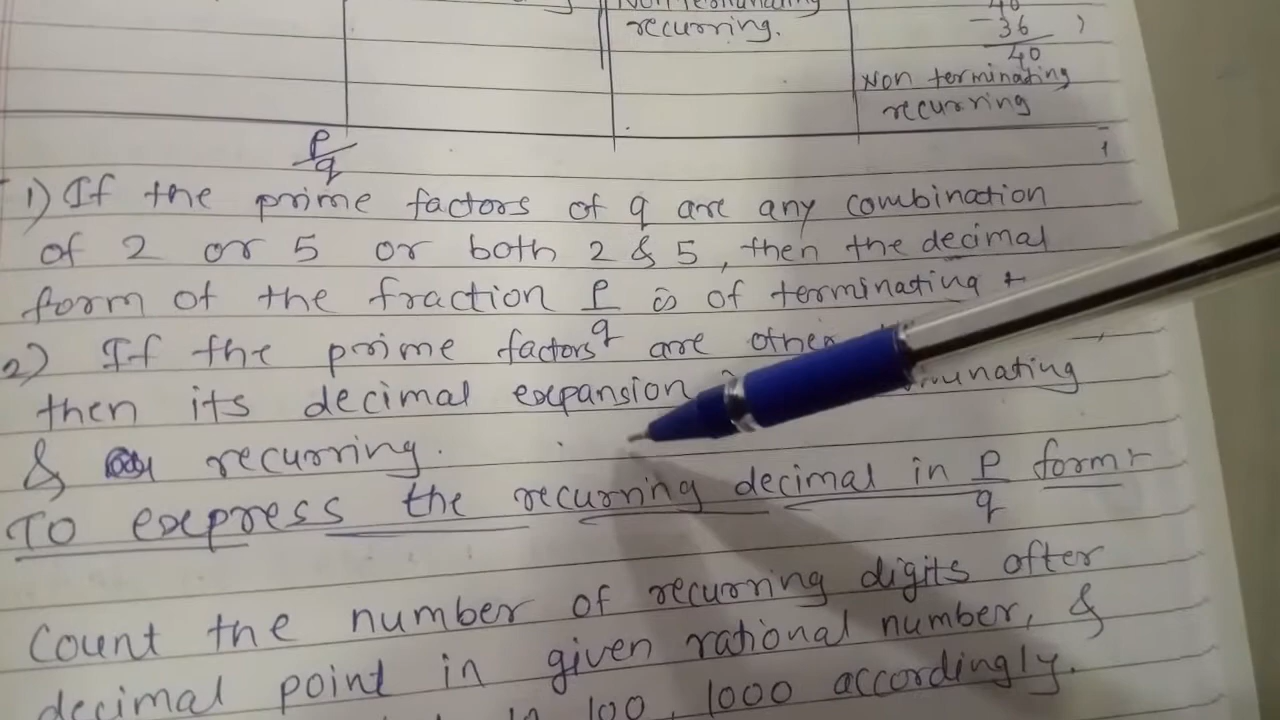 recurring.
40
- 36
40
Non terminating
recurring
p/q
1) If the prime factors of q are any combination
of 2 or 5 or both 2 & 5, then the decimal
form of the fraction p/q is of terminating
2) If the prime factors are other
then its decimal expansion
& recurring.
To express the recurring decimal in p/q form
Count the number of recurring digits after
decimal point in given rational number, &
100, 1000 accordingly.